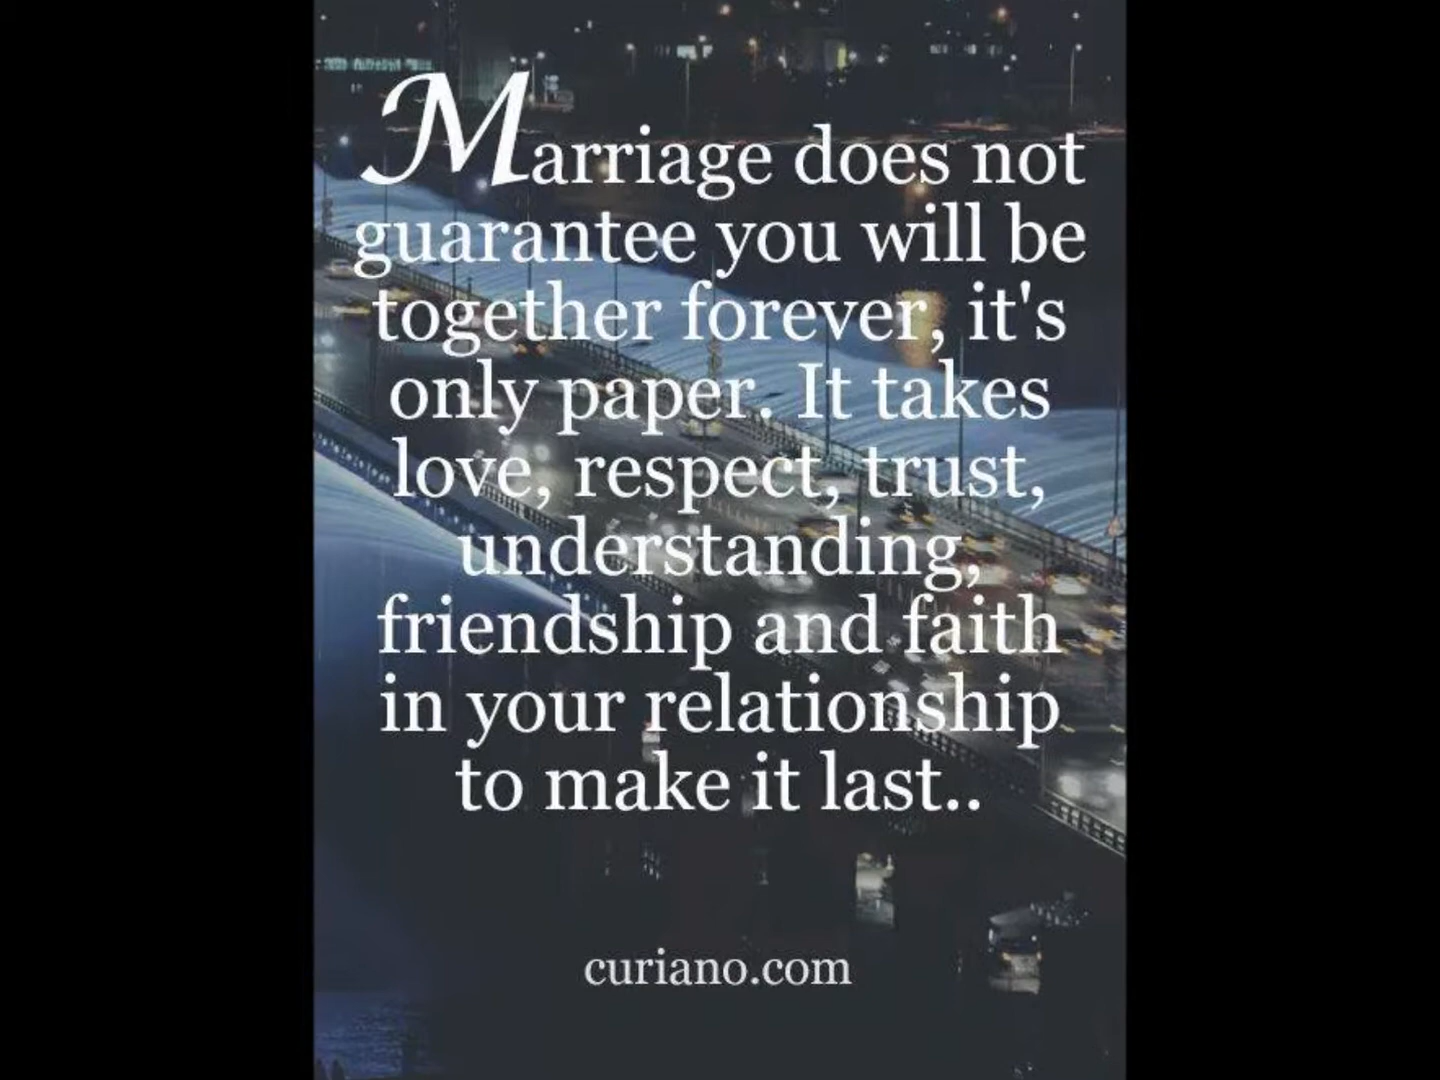 Marriage does not
guarantee you will be
together forever, it's
only paper. It takes
love, respect, trust,
understanding,
friendship and faith
in your relationship
to make it last..
curiano.com